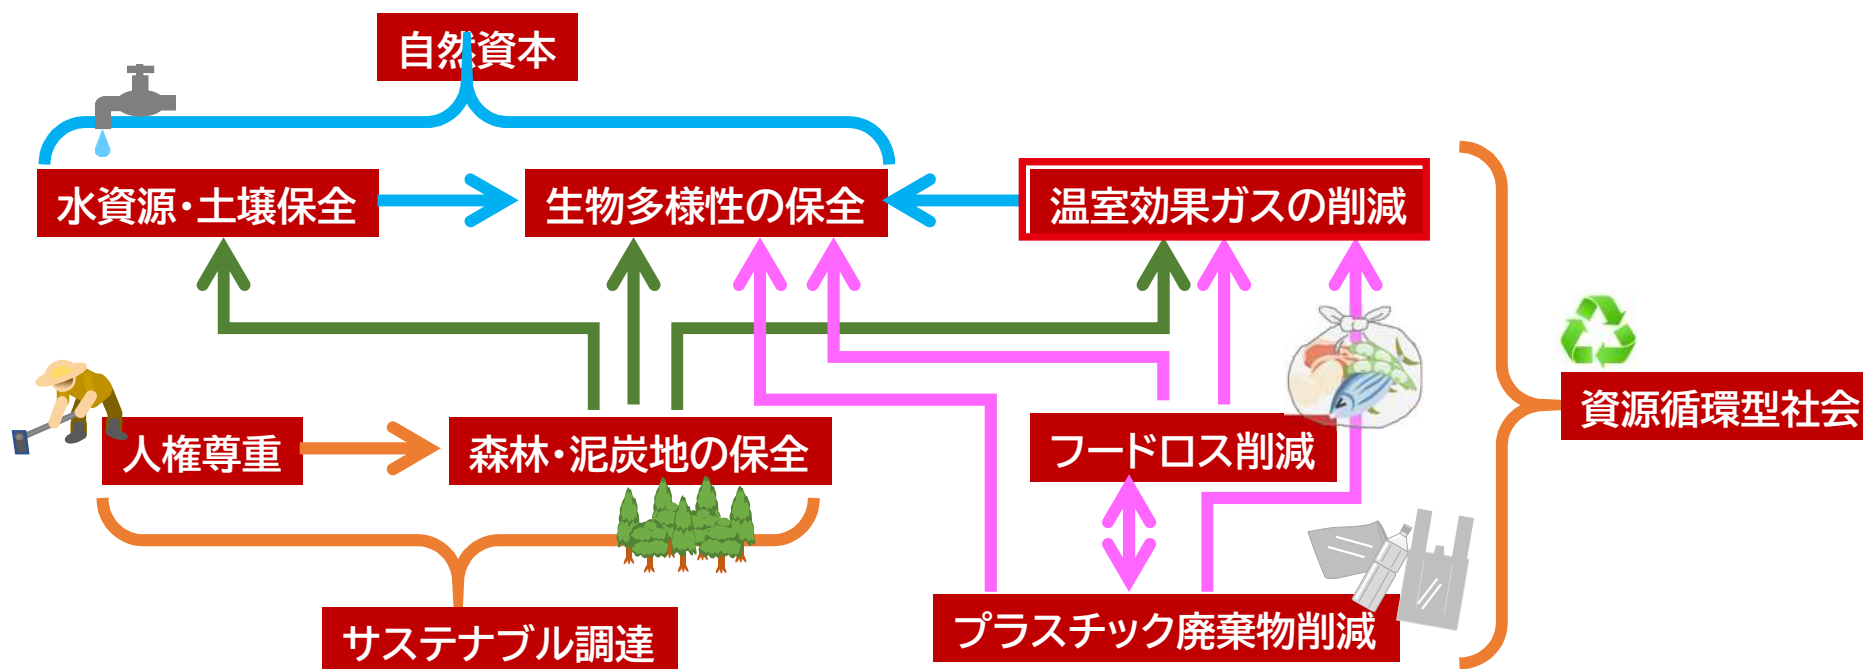 自然資本
水資源・土壌保全
生物多様性の保全
温室効果ガスの削減
資源循環型社会
人権尊重
森林・泥炭地の保全
フードロス削減
サステナブル調達
プラスチック廃棄物削減